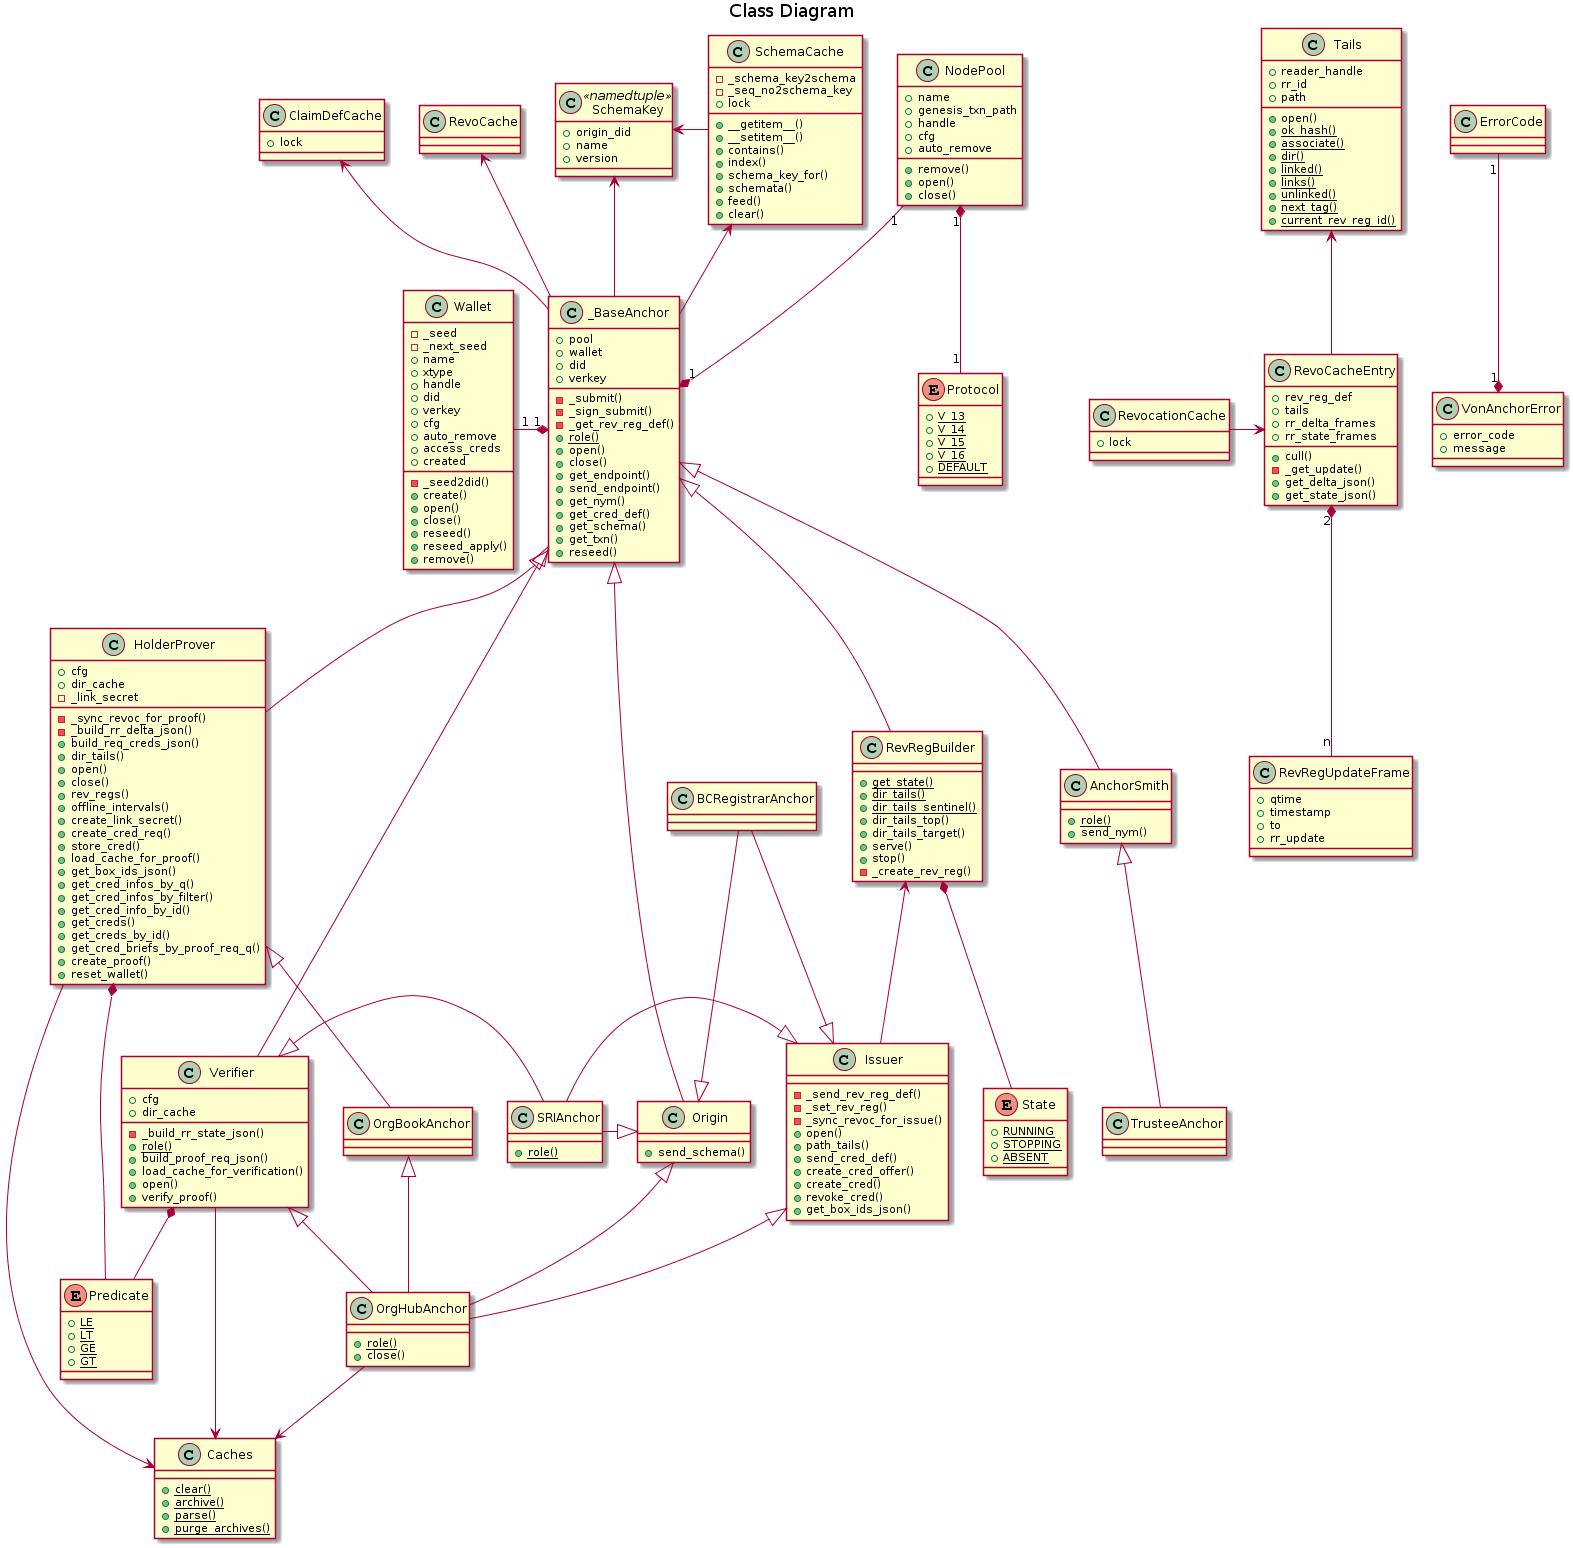 Class Diagram
C ClaimDefCache
lock
C RevoCache
C «namedtuple»
SchemaKey
origin_did
name
version
C SchemaCache
_schema_key2schema
_seq_no2schema_key
lock
__getitem__()
__setitem__()
contains()
index()
schema_key_for()
schemata()
feed()
clear()
C NodePool
name
genesis_txn_path
handle
cfg
auto_remove
remove()
open()
close()
1
1
C Tails
reader_handle
rr_id
path
open()
ok_hash()
associate()
dir()
linked()
links()
unlinked()
next_tag()
current_rev_reg_id()
C ErrorCode
1
C Wallet
_seed
_next_seed
name
xtype
handle
did
verkey
cfg
auto_remove
access_creds
created
_seed2did()
create()
open()
close()
reseed()
reseed_apply()
remove()
1 1
C _BaseAnchor
pool
wallet
did
verkey
_submit()
_sign_submit()
_get_rev_reg_def()
role()
open()
close()
get_endpoint()
send_endpoint()
get_nym()
get_cred_def()
get_schema()
get_txn()
reseed()
1
1
E Protocol
V_13
V_14
V_15
V_16
DEFAULT
C RevocationCache
lock
C RevoCacheEntry
rev_reg_def
tails
rr_delta_frames
rr_state_frames
cull()
_get_update()
get_delta_json()
get_state_json()
2
1
C VonAnchorError
error_code
message
C HolderProver
cfg
dir_cache
_link_secret
_sync_revoc_for_proof()
_build_rr_delta_json()
build_req_creds_json()
dir_tails()
open()
close()
rev_regs()
offline_intervals()
create_link_secret()
create_cred_req()
store_cred()
load_cache_for_proof()
get_box_ids_json()
get_cred_infos_by_q()
get_cred_infos_by_filter()
get_cred_info_by_id()
get_creds()
get_creds_by_id()
get_cred_briefs_by_proof_req_q()
create_proof()
reset_wallet()
C BCRegistrarAnchor
C RevRegBuilder
get_state()
dir_tails()
dir_tails_sentinel()
dir_tails_top()
dir_tails_target()
serve()
stop()
_create_rev_reg()
C AnchorSmith
role()
send_nym()
n
C RevRegUpdateFrame
qtime
timestamp
to
rr_update
C Verifier
cfg
dir_cache
_build_rr_state_json()
role()
build_proof_req_json()
load_cache_for_verification()
open()
verify_proof()
C OrgBookAnchor
C SRIAnchor
role()
C Origin
send_schema()
C Issuer
_send_rev_reg_def()
_set_rev_reg()
_sync_revoc_for_issue()
open()
path_tails()
send_cred_def()
create_cred_offer()
create_cred()
revoke_cred()
get_box_ids_json()
E State
RUNNING
STOPPING
ABSENT
C TrusteeAnchor
E Predicate
LE
LT
GE
GT
C OrgHubAnchor
role()
close()
C Caches
clear()
archive()
parse()
purge_archives()